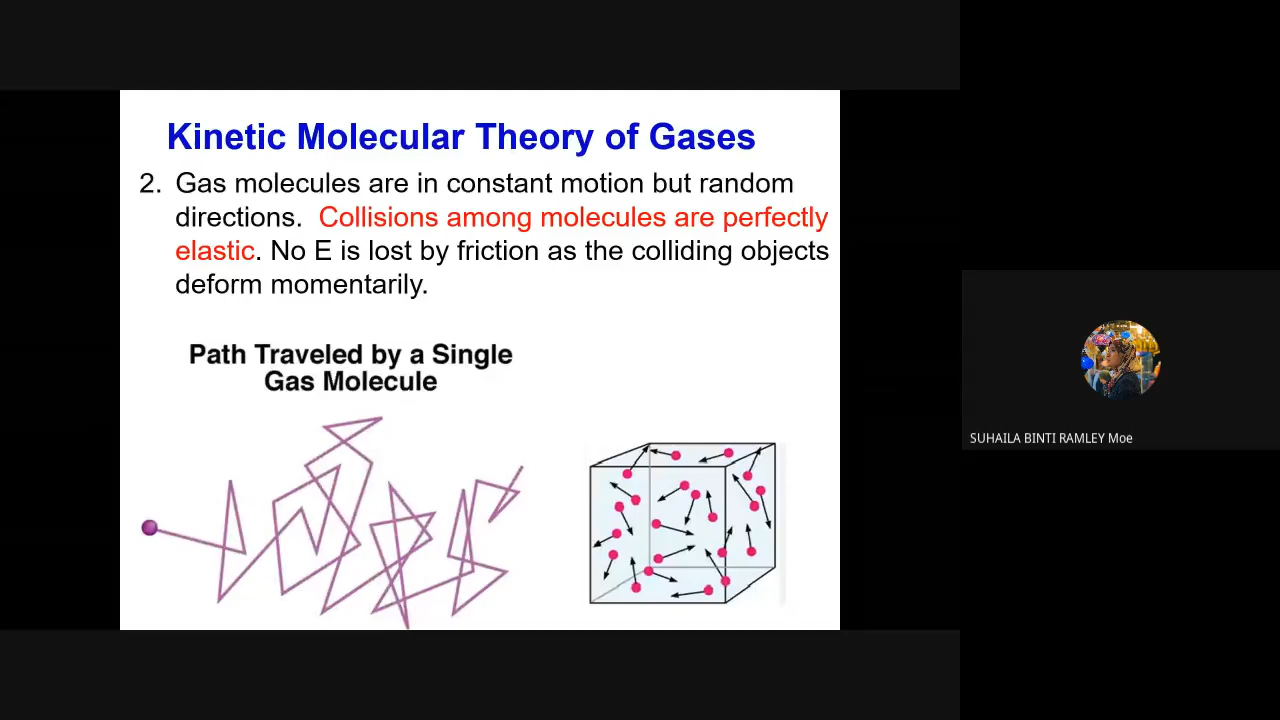 Kinetic Molecular Theory of Gases
2. Gas molecules are in constant motion but random
directions. Collisions among molecules are perfectly
elastic. No E is lost by friction as the colliding objects
deform momentarily.
Path Traveled by a Single
Gas Molecule
SUHAILA BINTI RAMLEY Moe